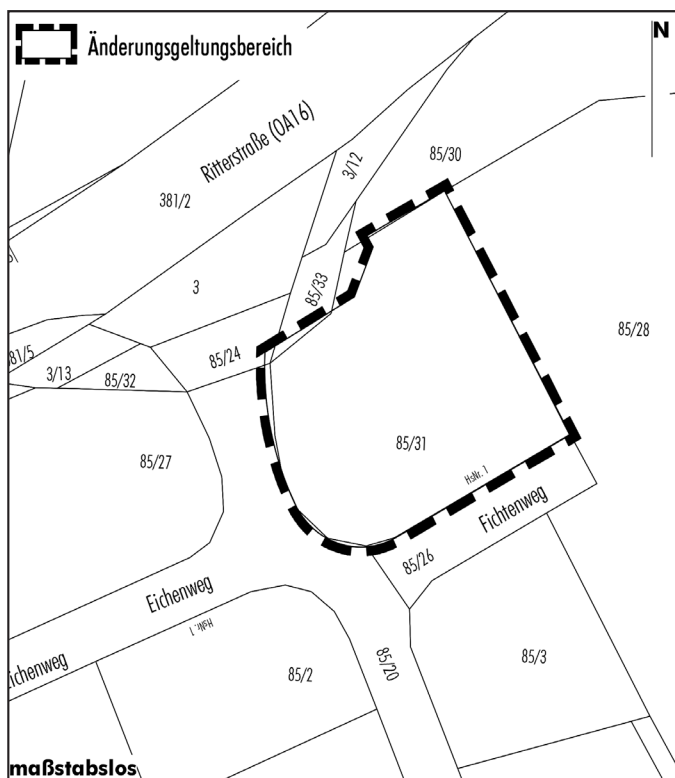 Änderungsgeltungsbereich
N
Ritterstraße (OA16)
3/12
85/30
381/2
3
85/33
85/28
381/5
3/13
85/32
85/24
85/27
85/31
HsNr. 1
Fichtenweg
85/26
Eichenweg
HsNr. 1
Eichenweg
85/2
85/20
85/3
maßstabslos